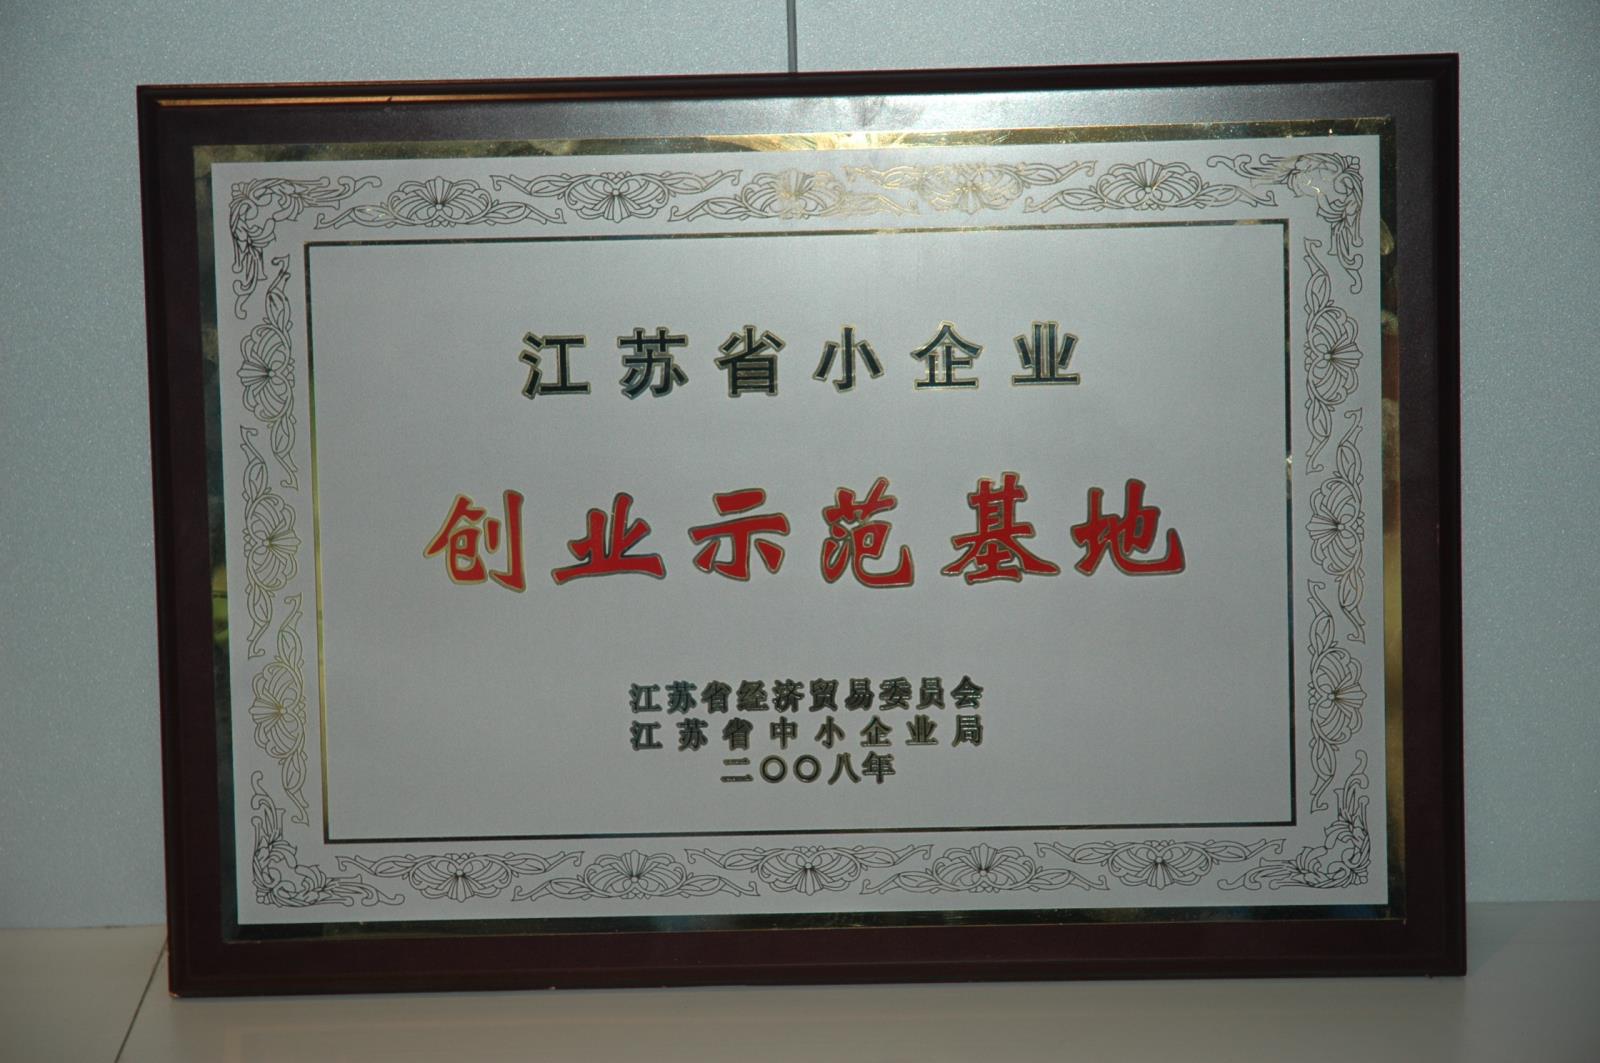 江苏省小企业
创业示范基地
江苏省经济贸易委员会
江苏省中小企业局
二〇〇八年